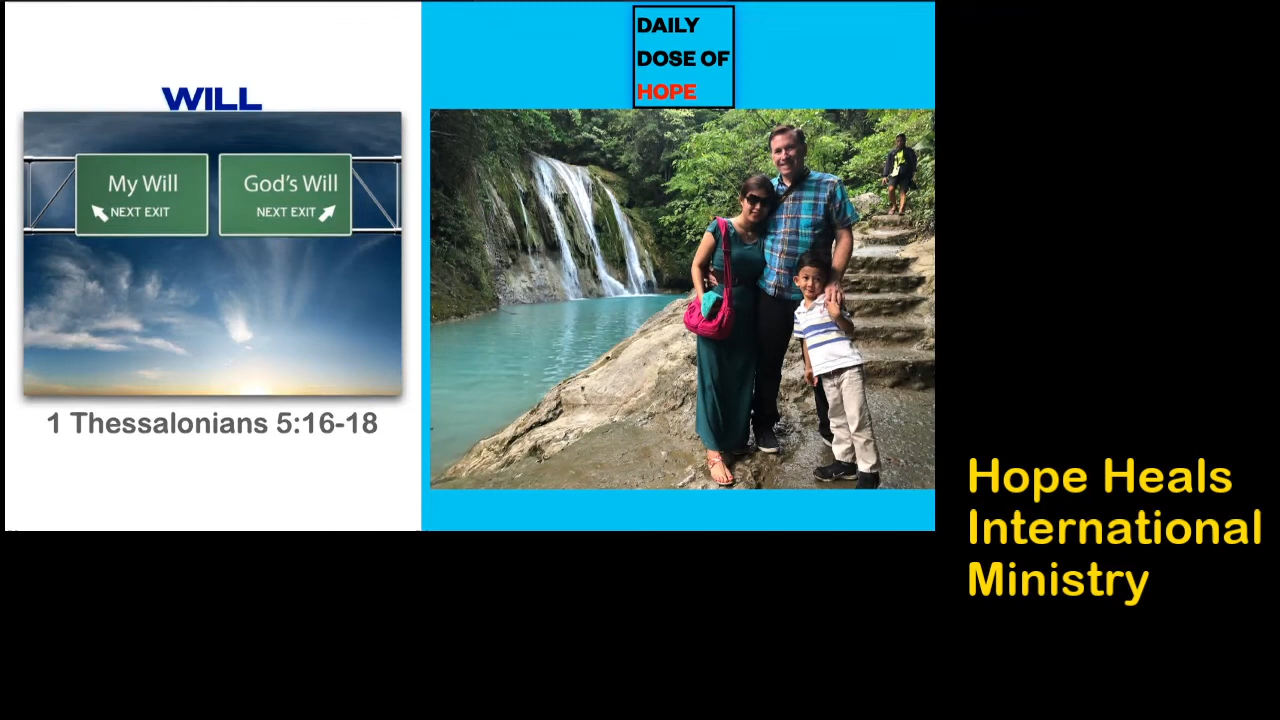 WILL
My Will
NEXT EXIT
God's Will
NEXT EXIT
1 Thessalonians 5:16-18
DAILY
DOSE OF
HOPE
Hope Heals
International
Ministry